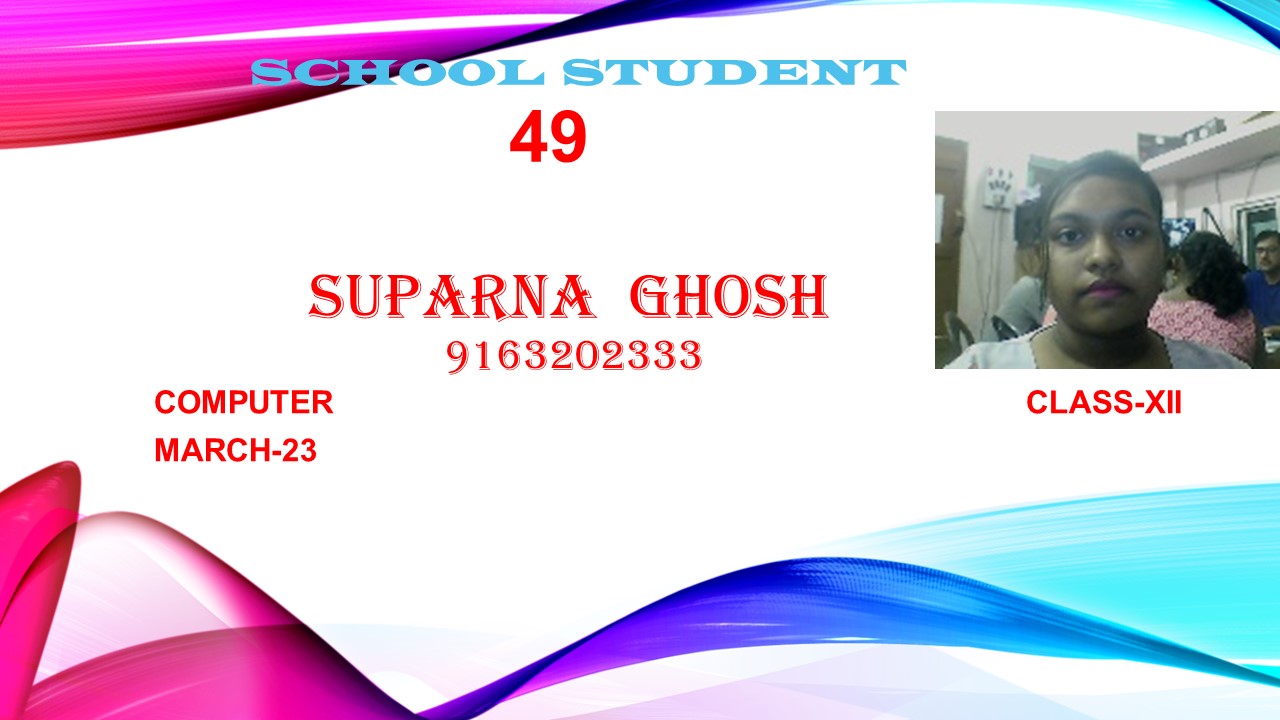 SCHOOL STUDENT
49
SUPARNA GHOSH
9163202333
COMPUTER
CLASS-XII
MARCH-23